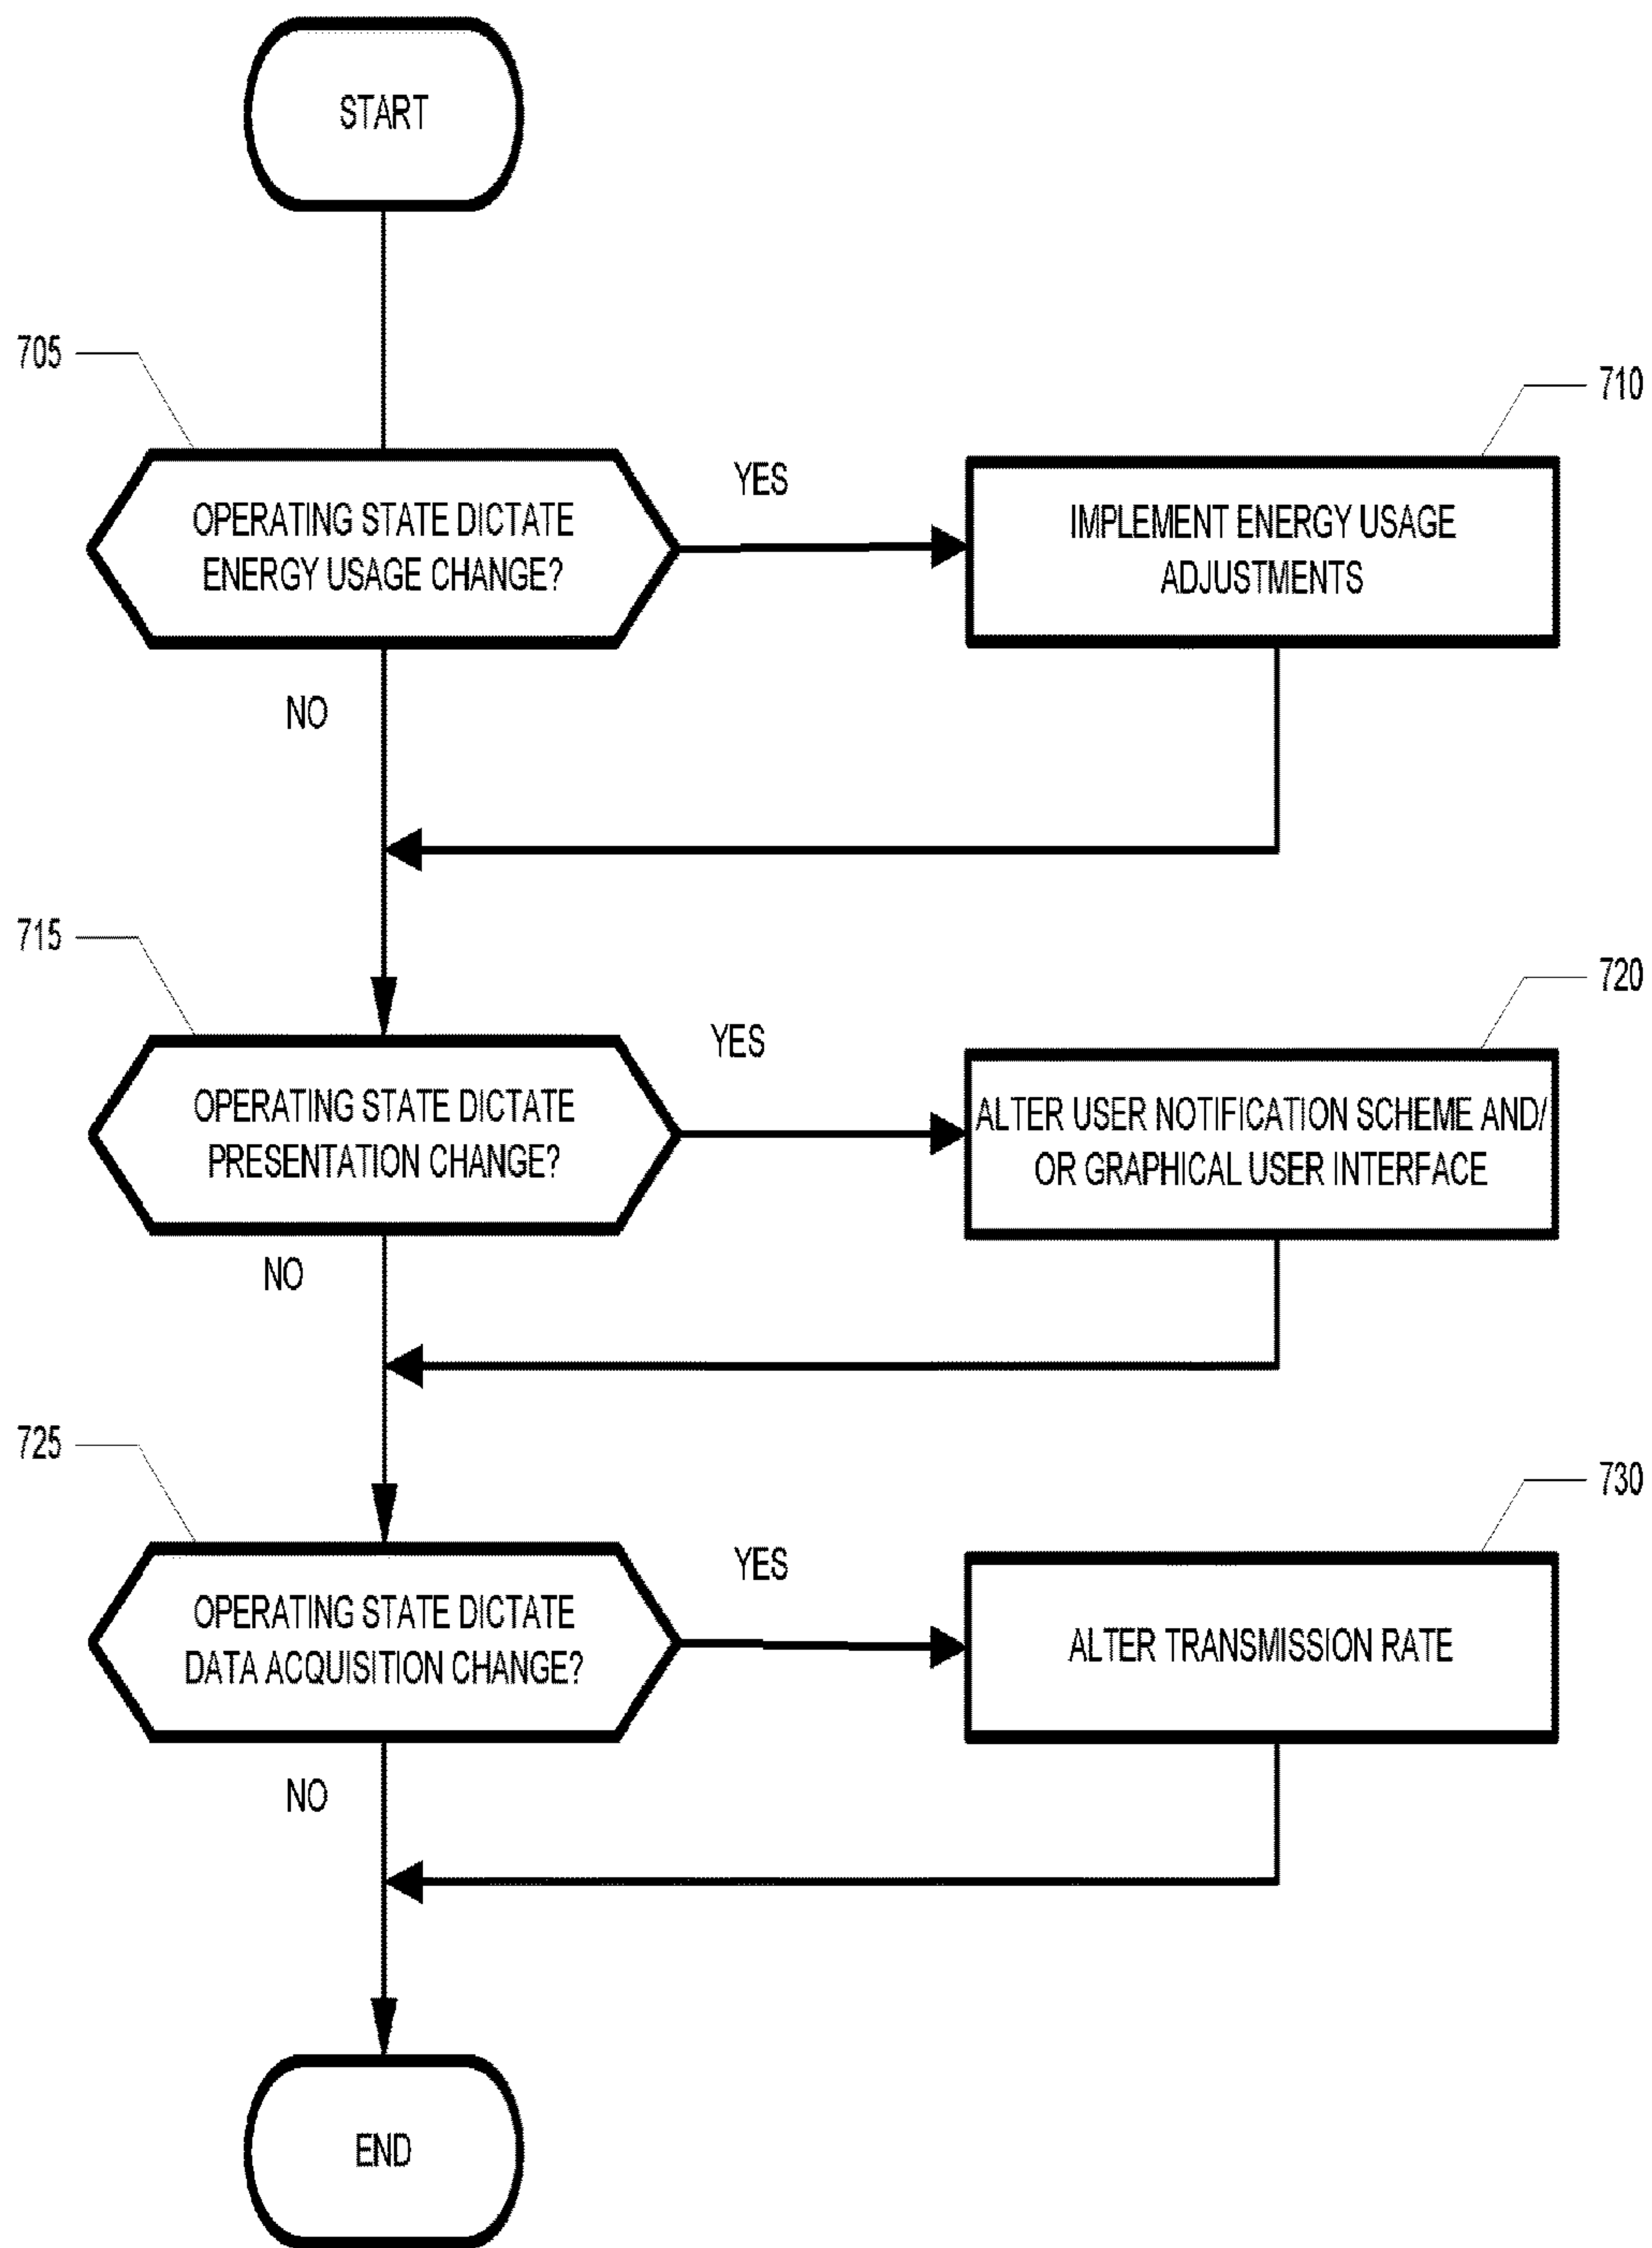 START
705
710
OPERATING STATE DICTATE
ENERGY USAGE CHANGE?
YES
IMPLEMENT ENERGY USAGE
ADJUSTMENTS
NO
715
720
OPERATING STATE DICTATE
PRESENTATION CHANGE?
YES
ALTER USER NOTIFICATION SCHEME AND/
OR GRAPHICAL USER INTERFACE
NO
725
730
OPERATING STATE DICTATE
DATA ACQUISITION CHANGE?
YES
ALTER TRANSMISSION RATE
NO
END